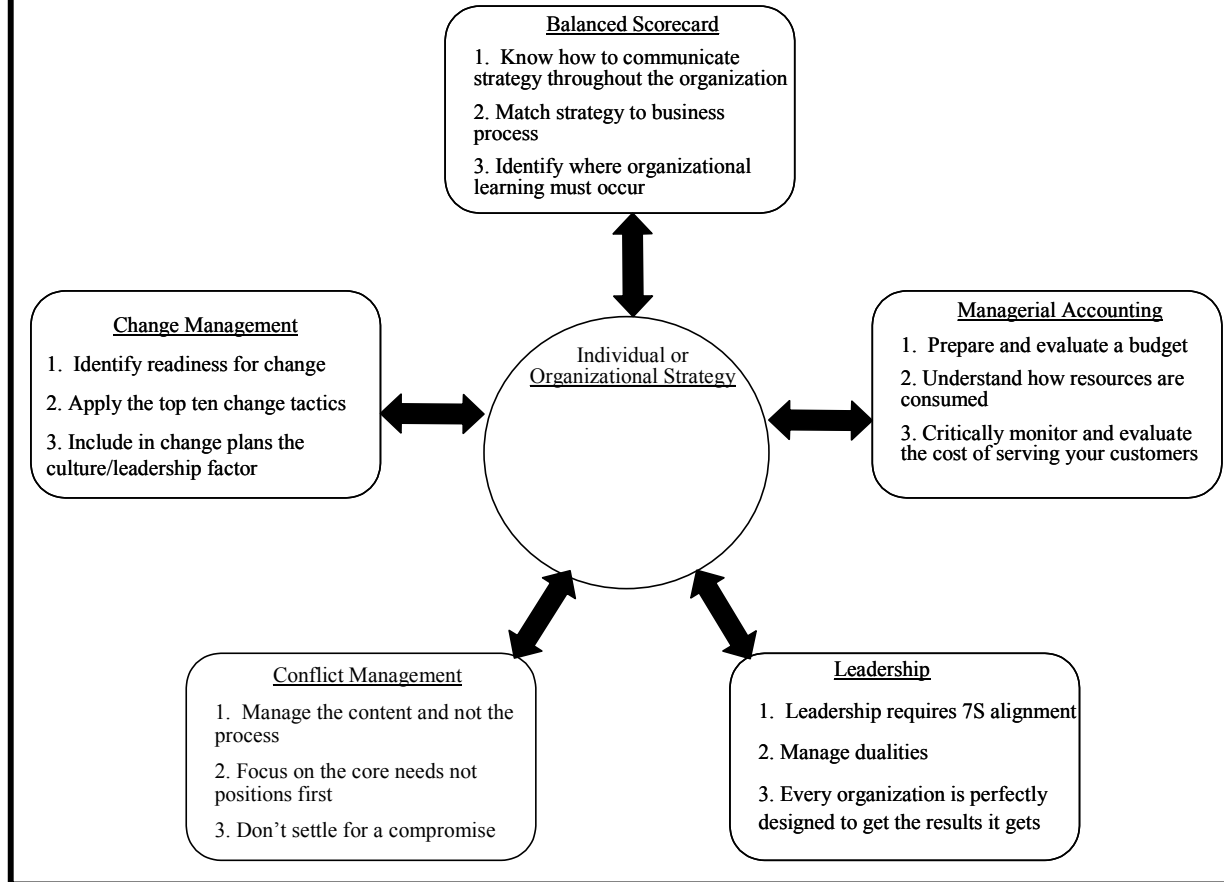 Balanced Scorecard
1. Know how to communicate
strategy throughout the organization
2. Match strategy to business
process
3. Identify where organizational
learning must occur
Change Management
1. Identify readiness for change
2. Apply the top ten change tactics
3. Include in change plans the
culture/leadership factor
Individual or
Organizational Strategy
Managerial Accounting
1. Prepare and evaluate a budget
2. Understand how resources are
consumed
3. Critically monitor and evaluate
the cost of serving your customers
Conflict Management
1. Manage the content and not the
process
2. Focus on the core needs not
positions first
3. Don't settle for a compromise
Leadership
1. Leadership requires 7S alignment
2. Manage dualities
3. Every organization is perfectly
designed to get the results it gets